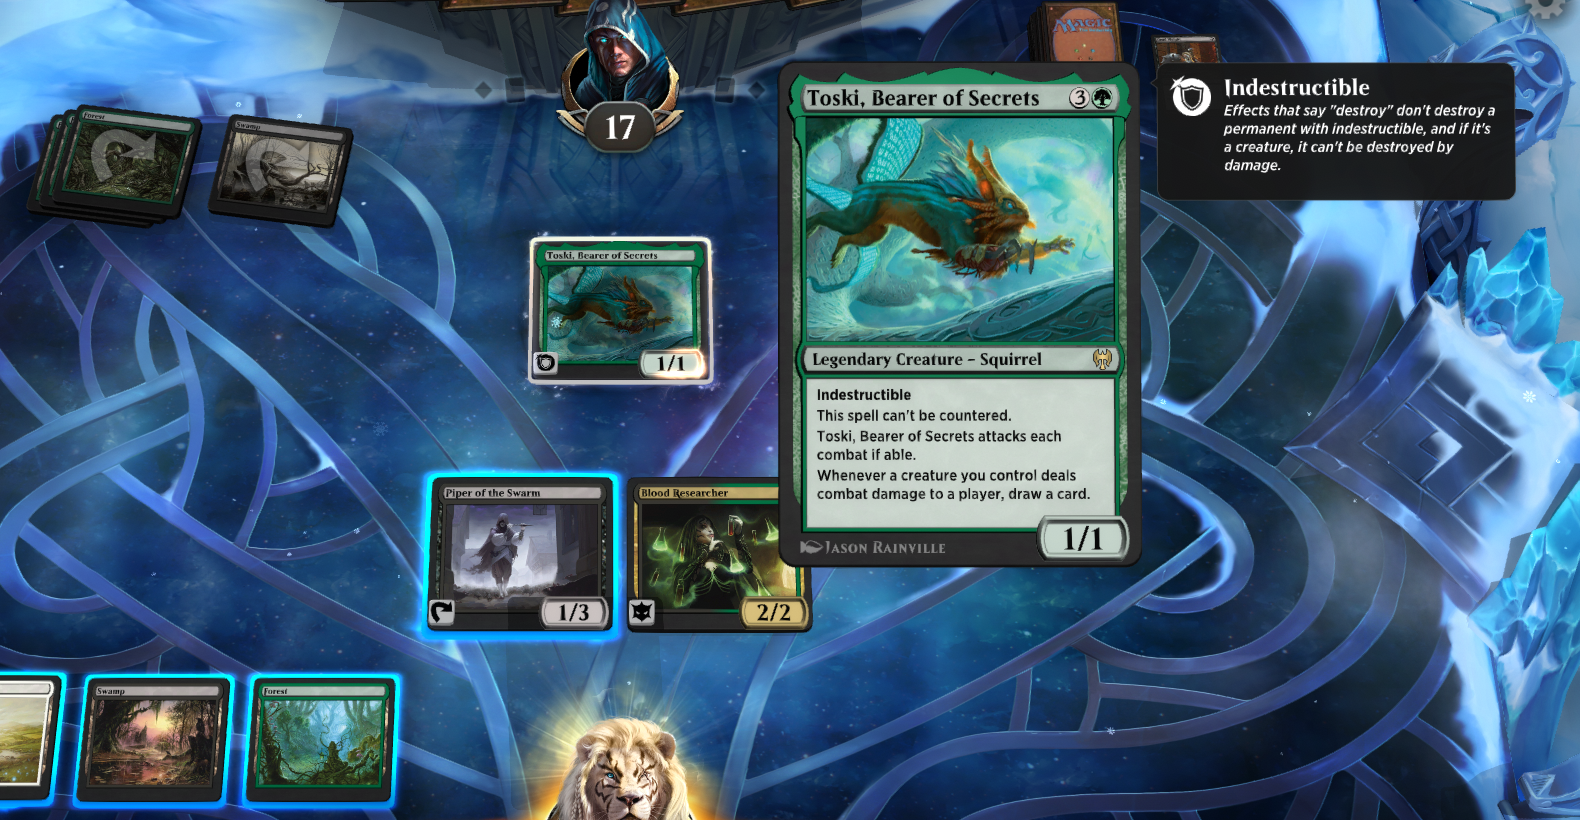 Magic
17
Forest
Swamp
Toski, Bearer of Secrets 3
Indestructible
Effects that say "destroy" don't destroy a
permanent with indestructible, and if it's
a creature, it can't be destroyed by
damage.
Toski, Bearer of Secrets
1/1
Legendary Creature – Squirrel
Indestructible
This spell can't be countered.
Toski, Bearer of Secrets attacks each
combat if able.
Whenever a creature you control deals
combat damage to a player, draw a card.
1/1
Jason Rainville
Piper of the Swarm
1/3
Blood Researcher
2/2
Swamp
Forest